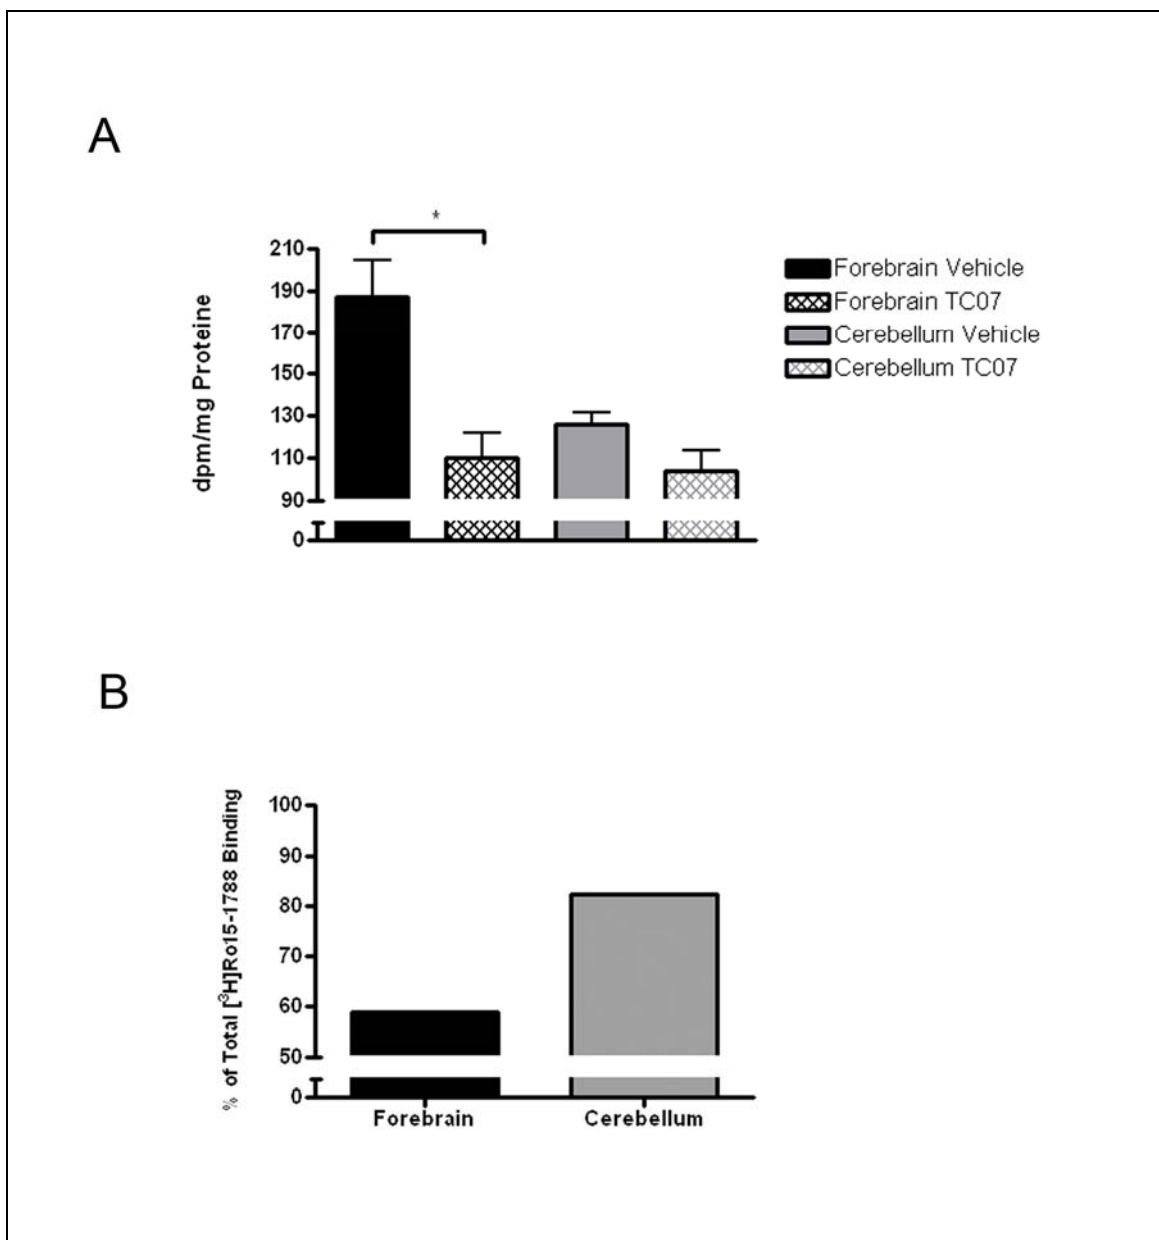 A
*
210
190
170
150
130
110
90
0
dpm/mg Proteine
Forebrain Vehicle
Forebrain TC07
Cerebellum Vehicle
Cerebellum TC07
B
100
90
80
70
60
50
0
% of Total [³H]Ro15-1788 Binding
Forebrain
Cerebellum